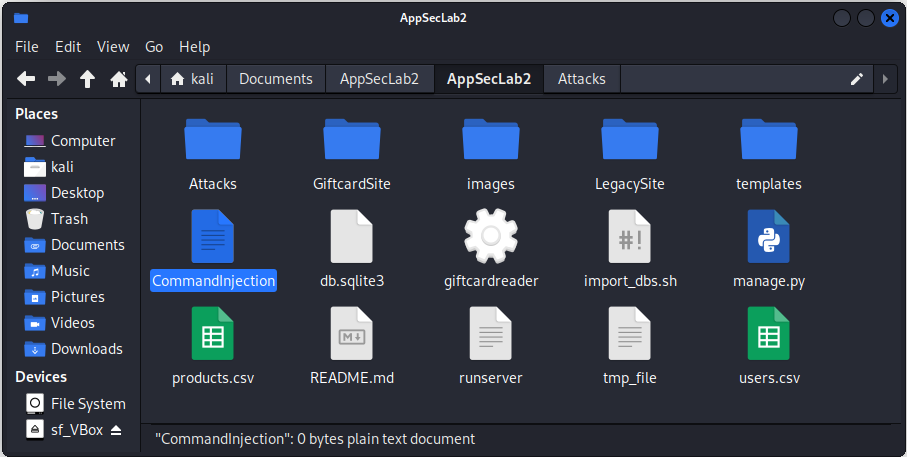 AppSecLab2
File Edit View Go Help
kali Documents AppSecLab2 AppSecLab2 Attacks
Places
Computer
kali
Desktop
Trash
Documents
Music
Pictures
Videos
Downloads
Devices
File System
sf_VBox
Attacks GiftcardSite images LegacySite templates
#!
CommandInjection db.sqlite3 giftcardreader import_dbs.sh manage.py
M
products.csv README.md runserver tmp_file users.csv
"CommandInjection": 0 bytes plain text document